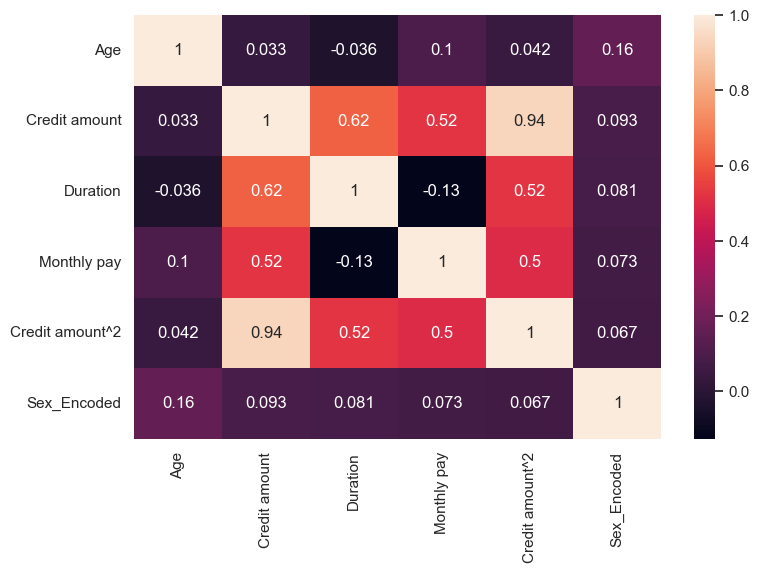 Age 1 0.033 -0.036 0.1 0.042 0.16
Credit amount 0.033 1 0.62 0.52 0.94 0.093
Duration -0.036 0.62 1 -0.13 0.52 0.081
Monthly pay 0.1 0.52 -0.13 1 0.5 0.073
Credit amount^2 0.042 0.94 0.52 0.5 1 0.067
Sex_Encoded 0.16 0.093 0.081 0.073 0.067 1
Age
Credit amount
Duration
Monthly pay
Credit amount^2
Sex_Encoded
1.0
0.8
0.6
0.4
0.2
0.0